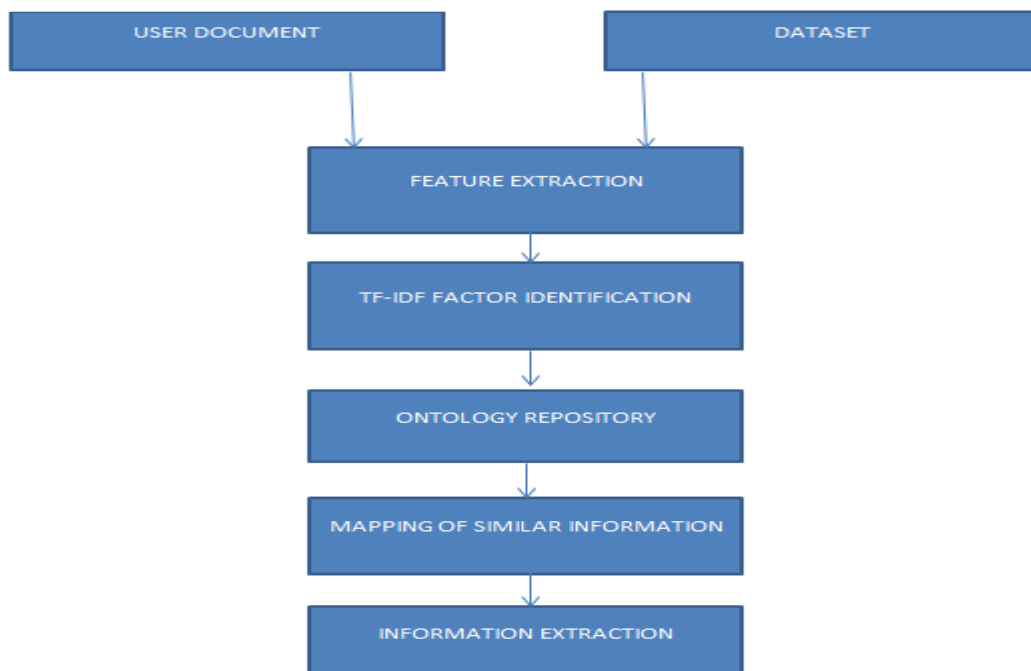 USER DOCUMENT
DATASET
FEATURE EXTRACTION
TF-IDF FACTOR IDENTIFICATION
ONTOLOGY REPOSITORY
MAPPING OF SIMILAR INFORMATION
INFORMATION EXTRACTION